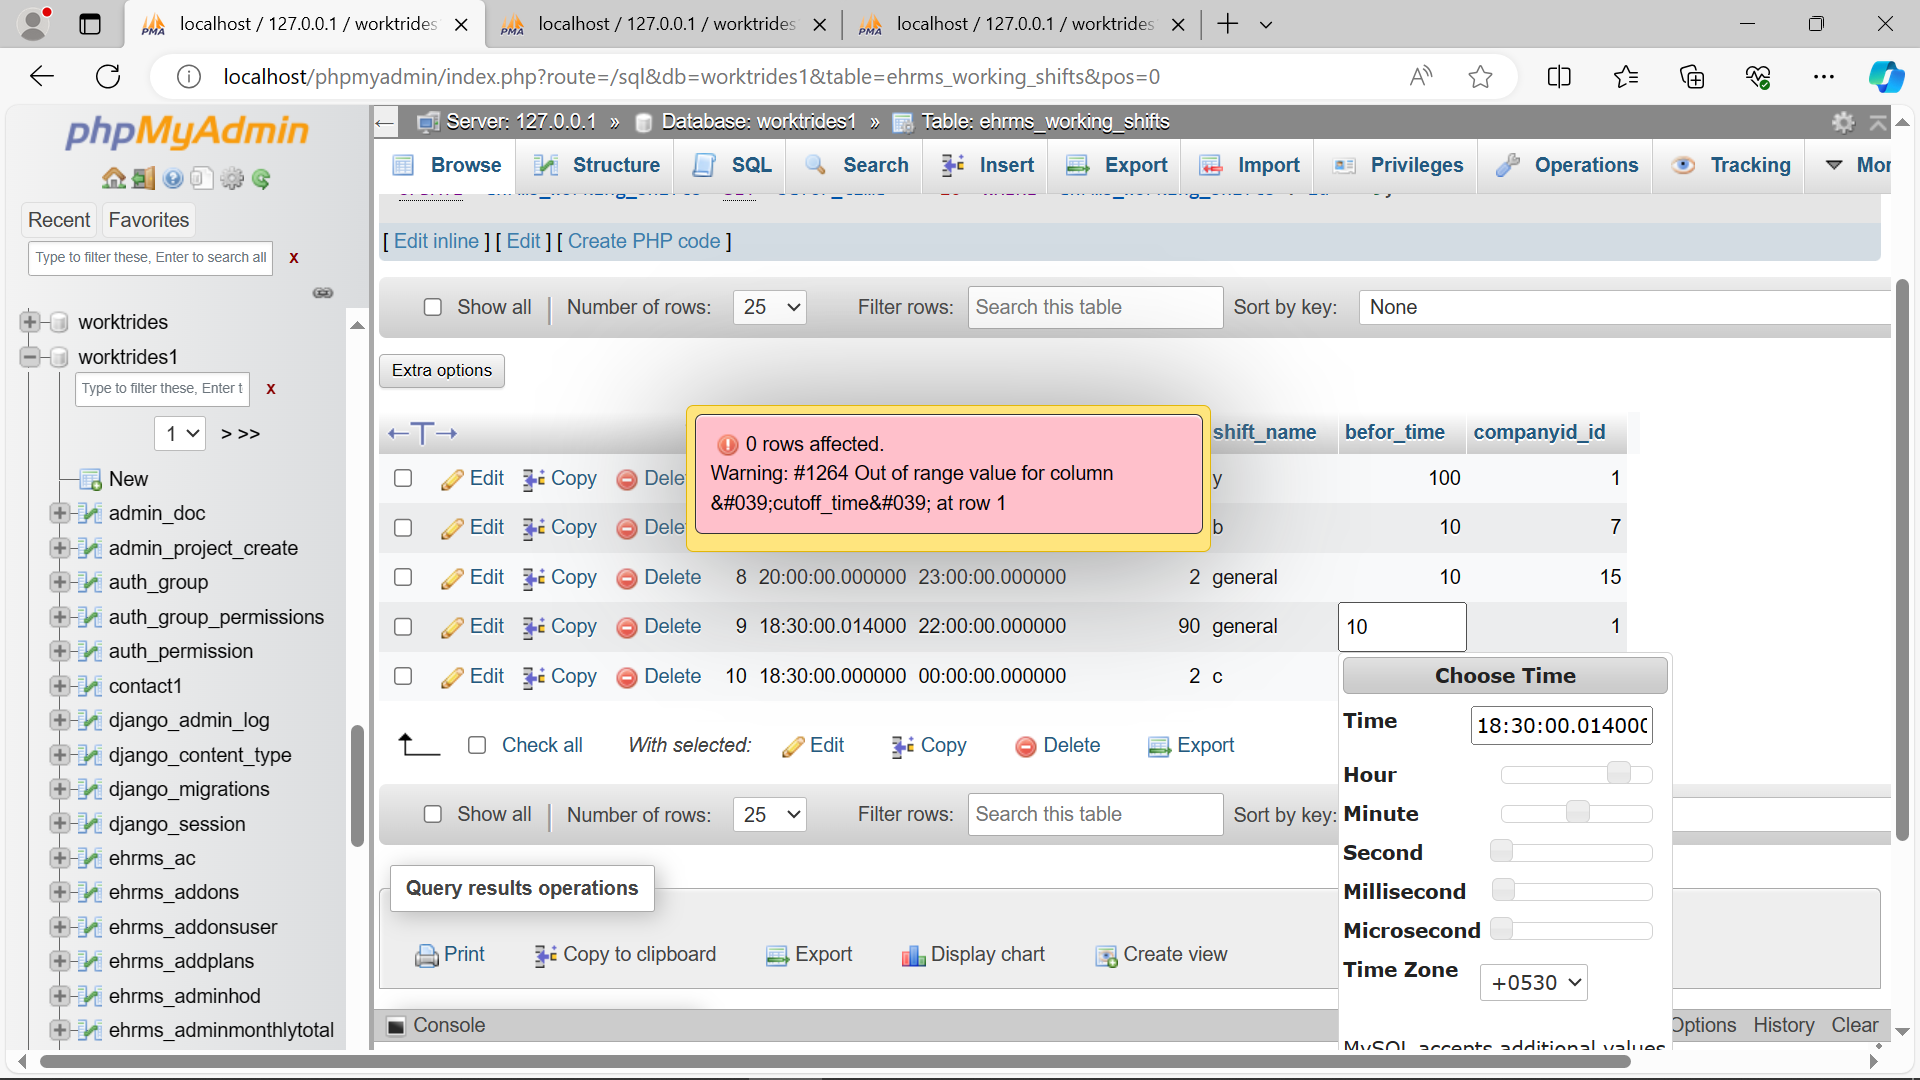 localhost / 127.0.0.1 / worktrides
localhost / 127.0.0.1 / worktrides
localhost / 127.0.0.1 / worktrides
localhost/phpmyadmin/index.php?route=/sql&db=worktrides1&table=ehrms_working_shifts&pos=0
phpMyAdmin
Recent Favorites
Type to filter these, Enter to search all X
worktrides
worktrides1
Type to filter these, Enter t X
1 > >>
New
admin_doc
admin_project_create
auth_group
auth_group_permissions
auth_permission
contact1
django_admin_log
django_content_type
django_migrations
django_session
ehrms_ac
ehrms_addons
ehrms_addonsuser
ehrms_addplans
ehrms_adminhod
ehrms_adminmonthlytotal
Server: 127.0.0.1 » Database: worktrides1 » Table: ehrms_working_shifts
Browse Structure SQL Search Insert Export Import Privileges Operations Tracking Mor
[ Edit inline ] [ Edit ] [ Create PHP code ]
Show all Number of rows: 25 Filter rows: Search this table Sort by key: None
Extra options
shift_name befor_time companyid_id
Edit Copy Dele y 100 1
Edit Copy Dele b 10 7
Edit Copy Delete 8 20:00:00.000000 23:00:00.000000 2 general 10 15
Edit Copy Delete 9 18:30:00.014000 22:00:00.000000 90 general 10 1
Edit Copy Delete 10 18:30:00.000000 00:00:00.000000 2 c
0 rows affected.
Warning: #1264 Out of range value for column
&#039;cutoff_time&#039; at row 1
Check all With selected: Edit Copy Delete Export
Show all Number of rows: 25 Filter rows: Search this table Sort by key:
Choose Time
Time 18:30:00.014000
Hour
Minute
Second
Millisecond
Microsecond
Time Zone +0530
MySQL accepts additional values
Query results operations
Print Copy to clipboard Export Display chart Create view
Console Options History Clear